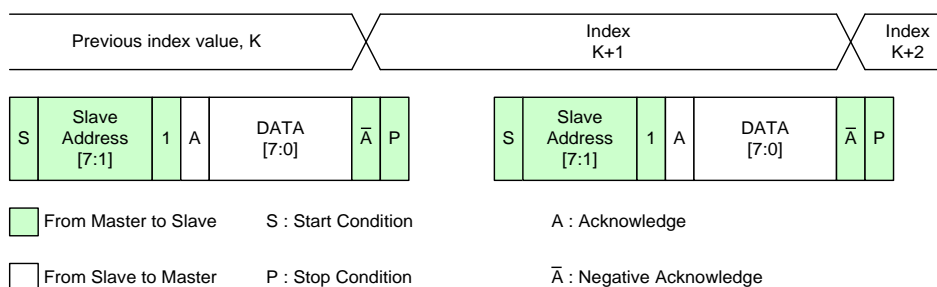 Previous index value, K
Index
K+1
Index
K+2
S
Slave
Address
[7:1]
1
A
DATA
[7:0]
A̅
P
S
Slave
Address
[7:1]
1
A
DATA
[7:0]
A̅
P
From Master to Slave
S : Start Condition
A : Acknowledge
From Slave to Master
P : Stop Condition
A̅ : Negative Acknowledge